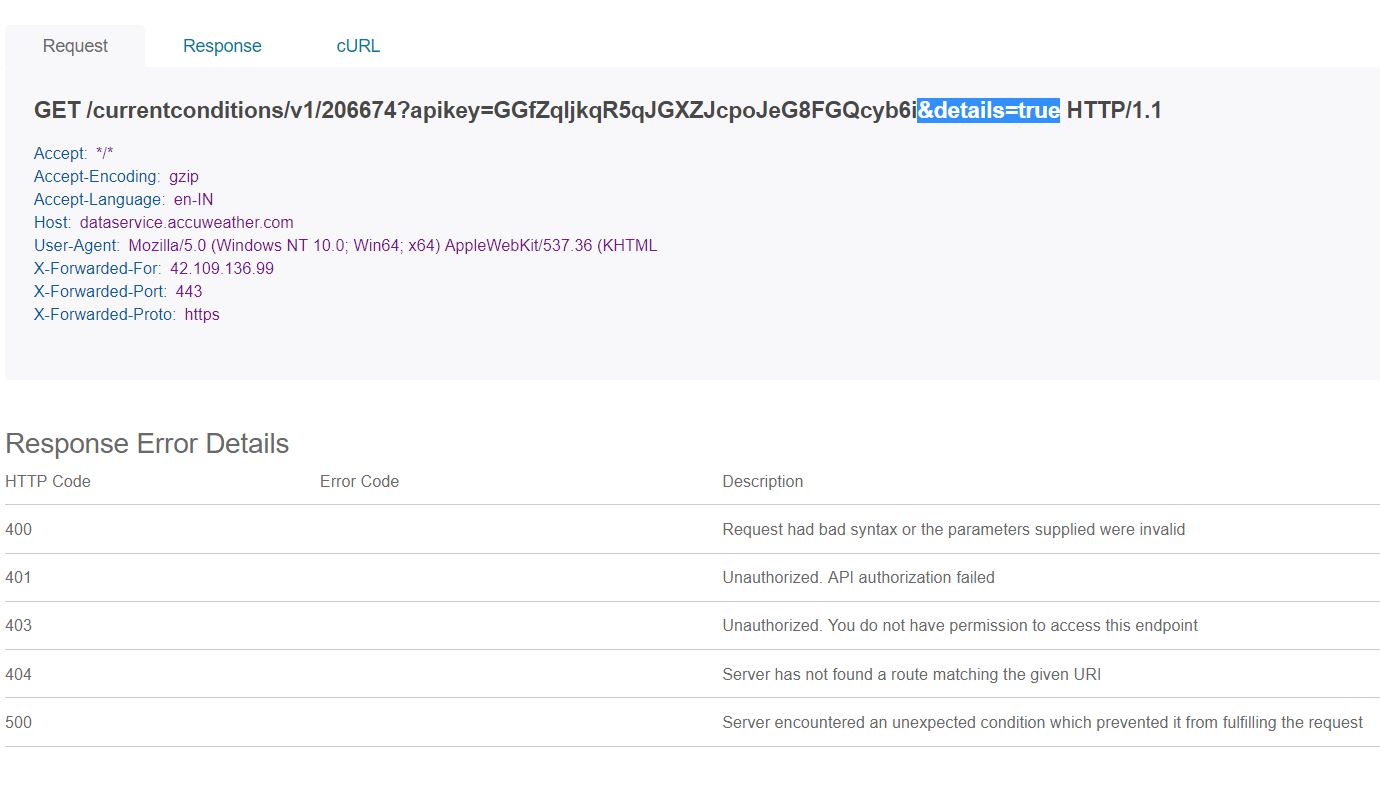 Request Response cURL
GET /currentconditions/v1/206674?apikey=GGfZqljkqR5qJGXZJcpoJeG8FGQcyb6i&details=true HTTP/1.1
Accept: */*
Accept-Encoding: gzip
Accept-Language: en-IN
Host: dataservice.accuweather.com
User-Agent: Mozilla/5.0 (Windows NT 10.0; Win64; x64) AppleWebKit/537.36 (KHTML
X-Forwarded-For: 42.109.136.99
X-Forwarded-Port: 443
X-Forwarded-Proto: https
Response Error Details
HTTP Code Error Code Description
400 Request had bad syntax or the parameters supplied were invalid
401 Unauthorized. API authorization failed
403 Unauthorized. You do not have permission to access this endpoint
404 Server has not found a route matching the given URI
500 Server encountered an unexpected condition which prevented it from fulfilling the request